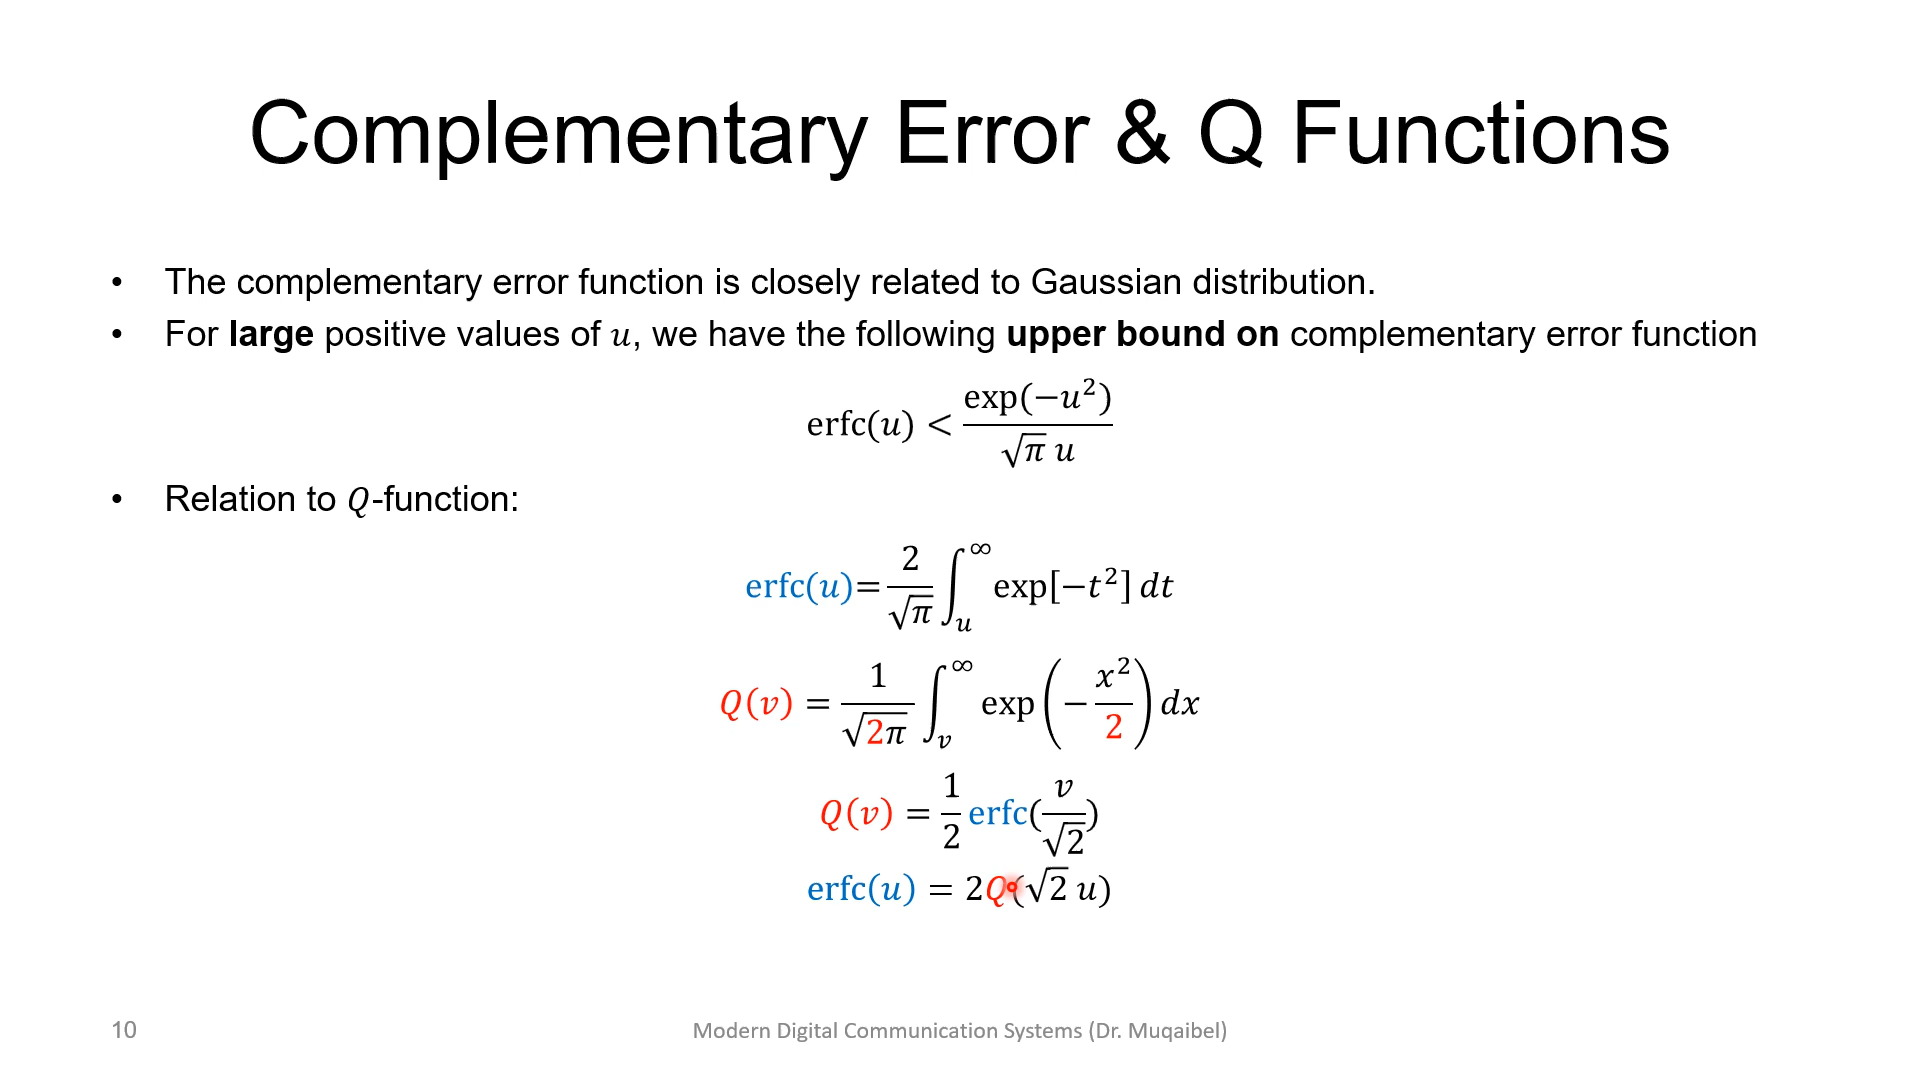 Complementary Error & Q Functions
• The complementary error function is closely related to Gaussian distribution.
• For large positive values of 𝑢, we have the following upper bound on complementary error function
erfc(𝑢) < exp(−𝑢²) / √𝜋 𝑢
• Relation to 𝑄-function:
erfc(𝑢)= 2/√𝜋 ∫_𝑢^∞ exp[−𝑡²] 𝑑𝑡
𝑄(𝑣) = 1/√2𝜋 ∫_𝑣^∞ exp(−𝑥²/2) 𝑑𝑥
𝑄(𝑣) = 1/2 erfc(𝑣/√2)
erfc(𝑢) = 2𝑄(√2 𝑢)
10 Modern Digital Communication Systems (Dr. Muqaibel)